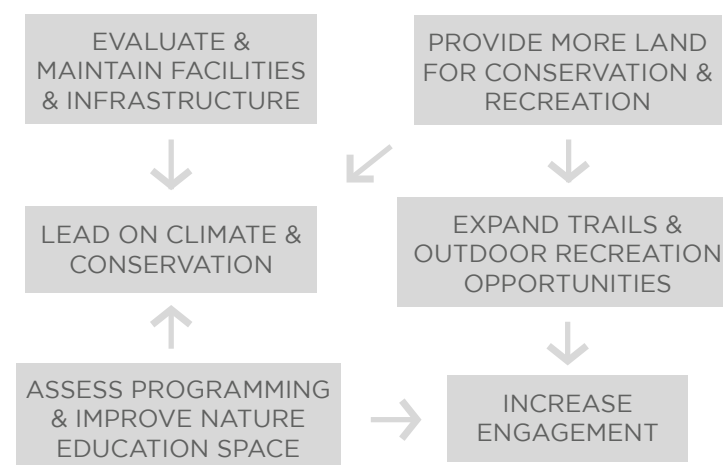 EVALUATE &
MAINTAIN FACILITIES
& INFRASTRUCTURE
PROVIDE MORE LAND
FOR CONSERVATION &
RECREATION
LEAD ON CLIMATE &
CONSERVATION
EXPAND TRAILS &
OUTDOOR RECREATION
OPPORTUNITIES
ASSESS PROGRAMMING
& IMPROVE NATURE
EDUCATION SPACE
INCREASE
ENGAGEMENT